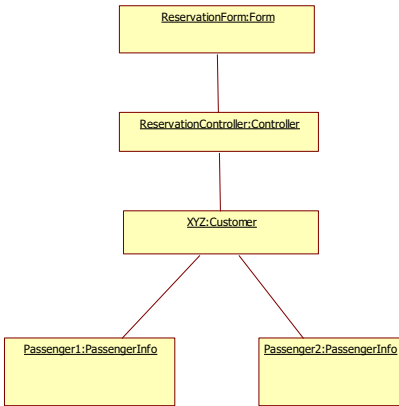 ReservationForm:Form
ReservationController:Controller
XYZ:Customer
Passenger1:PassengerInfo
Passenger2:PassengerInfo